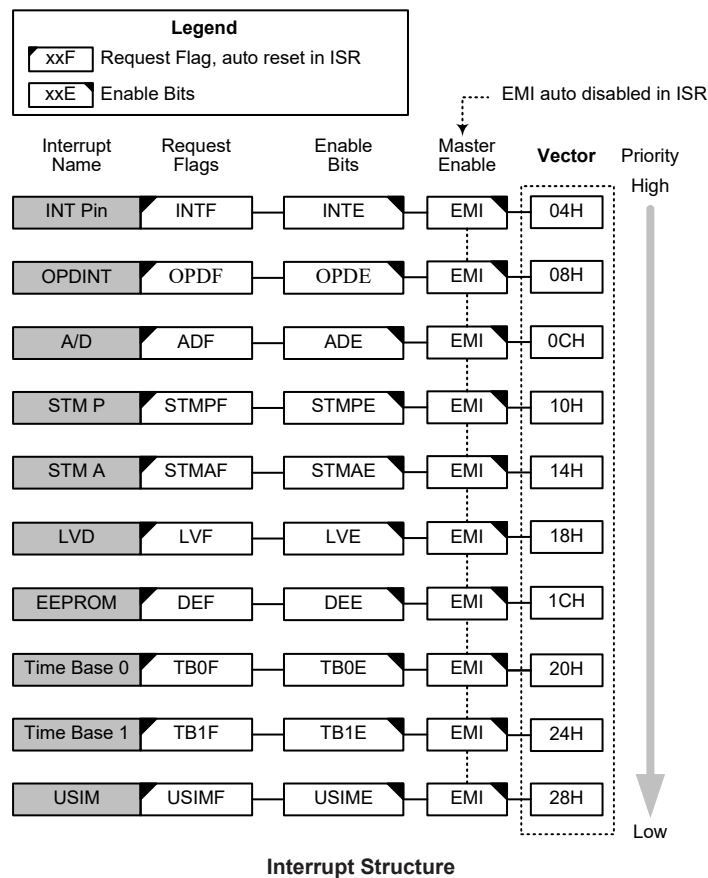 Legend
xxF Request Flag, auto reset in ISR
xxE Enable Bits
EMI auto disabled in ISR
Interrupt Name Request Flags Enable Bits Master Enable Vector Priority
High
INT Pin INTF INTE EMI 04H
OPDINT OPDF OPDE EMI 08H
A/D ADF ADE EMI 0CH
STM P STMPF STMPE EMI 10H
STM A STMAF STMAE EMI 14H
LVD LVF LVE EMI 18H
EEPROM DEF DEE EMI 1CH
Time Base 0 TB0F TB0E EMI 20H
Time Base 1 TB1F TB1E EMI 24H
USIM USIMF USIME EMI 28H
Low
Interrupt Structure